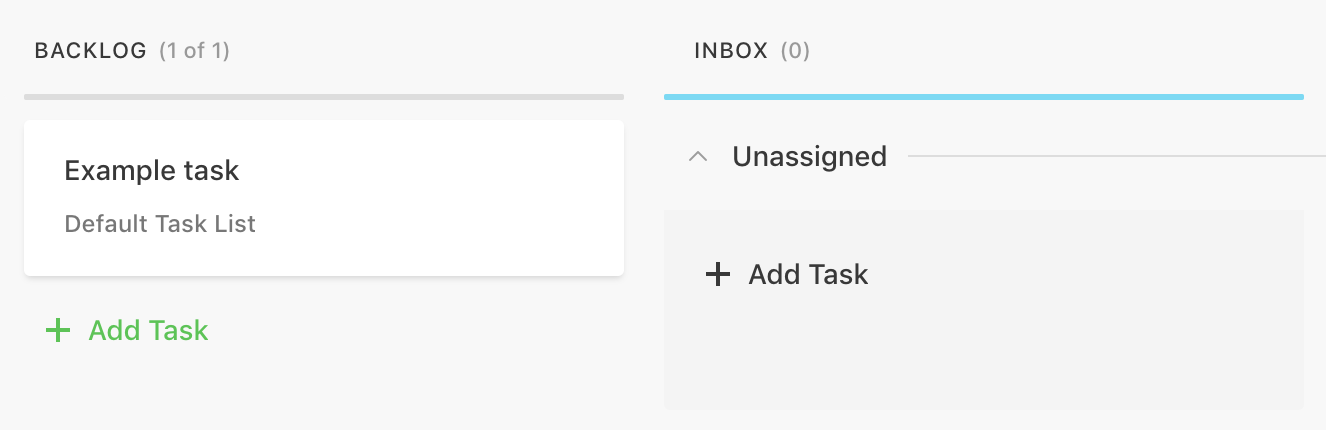 BACKLOG (1 of 1)
Example task
Default Task List
Add Task
INBOX (0)
Unassigned
Add Task